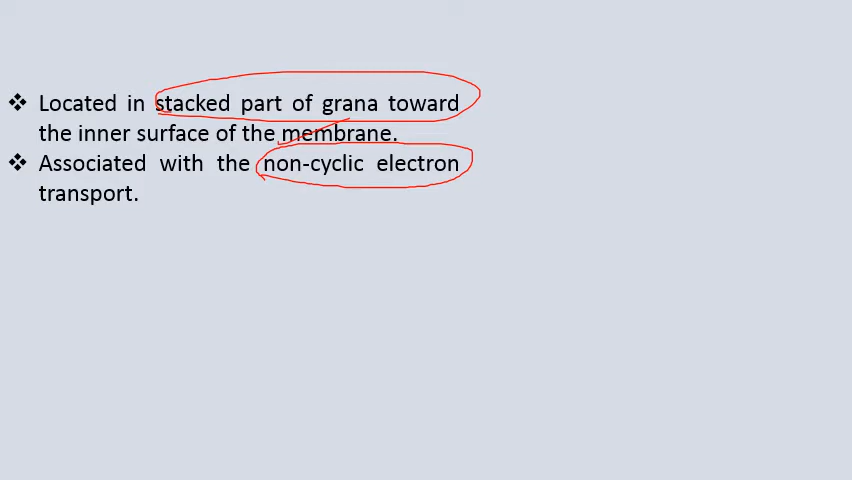 ❖ Located in stacked part of grana toward
the inner surface of the membrane.
❖ Associated with the non-cyclic electron
transport.